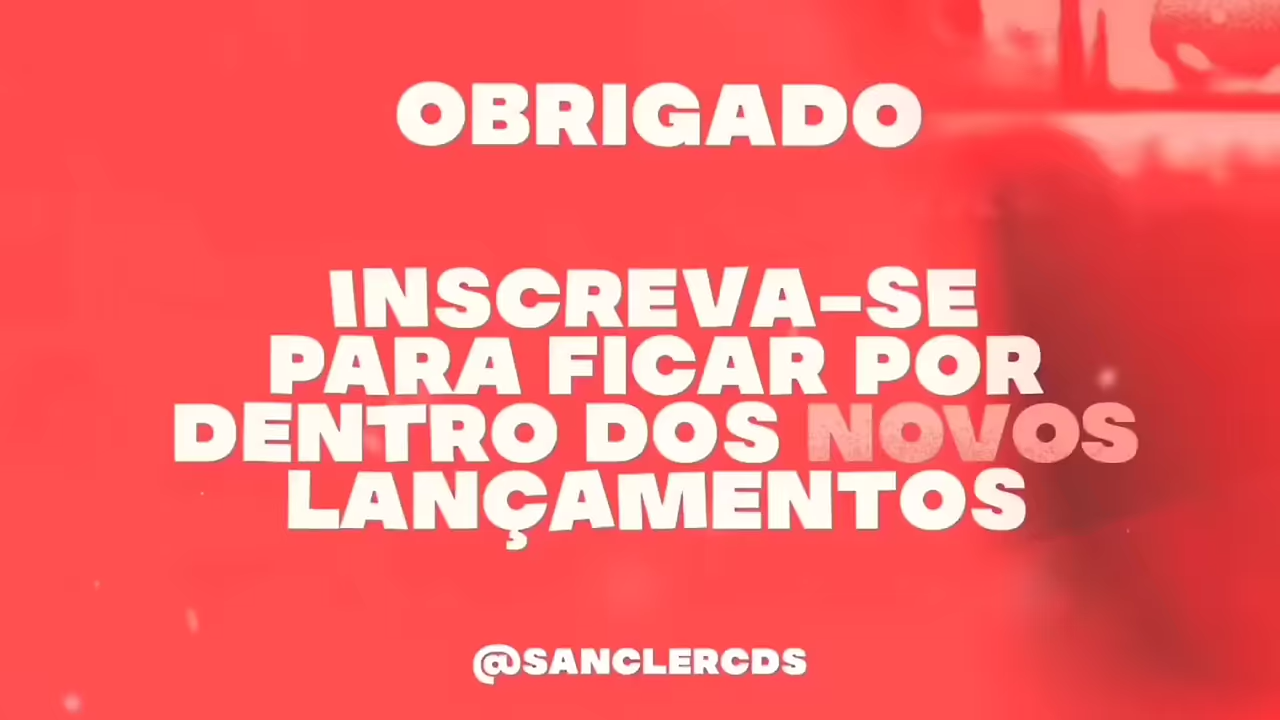 OBRIGADO
INSCREVA-SE
PARA FICAR POR
DENTRO DOS NOVOS
LANÇAMENTOS
@SANCLERCDS